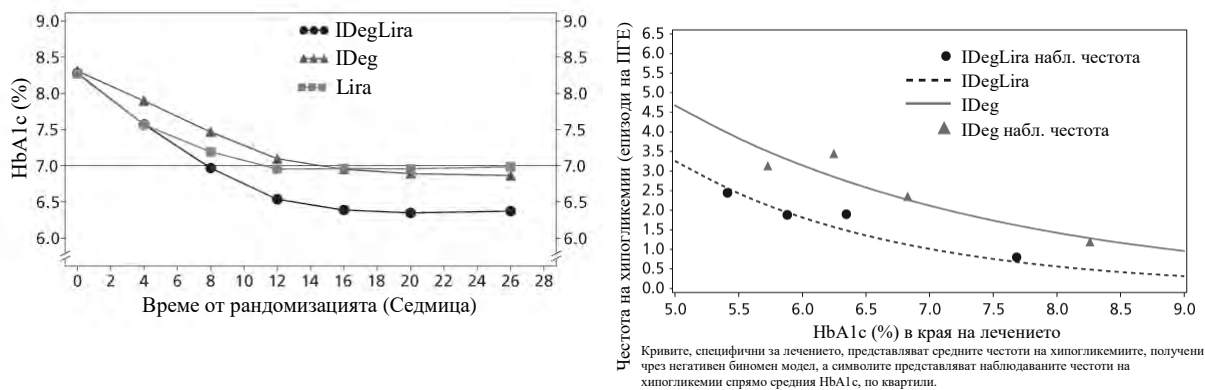 9.0
8.5
8.0
7.5
7.0
6.5
6.0
HbA1c (%)
IDegLira
IDeg
Lira
9.0
8.5
8.0
7.5
7.0
6.5
6.0
0 2 4 6 8 10 12 14 16 18 20 22 24 26 28
Време от рандомизацията (Седмица)
Честота на хипогликемии (епизоди на ПГЕ)
6.5
6.0
5.5
5.0
4.5
4.0
3.5
3.0
2.5
2.0
1.5
1.0
0.5
0.0
IDegLira набл. честота
IDegLira
IDeg
IDeg набл. честота
5.0 5.5 6.0 6.5 7.0 7.5 8.0 8.5 9.0
HbA1c (%) в края на лечението
Кривите, специфични за лечението, представляват средните честоти на хипогликемиите, получени
чрез негативен биномен модел, а символите представляват наблюдаваните честоти на
хипогликемии спрямо средния HbA1c, по квартили.